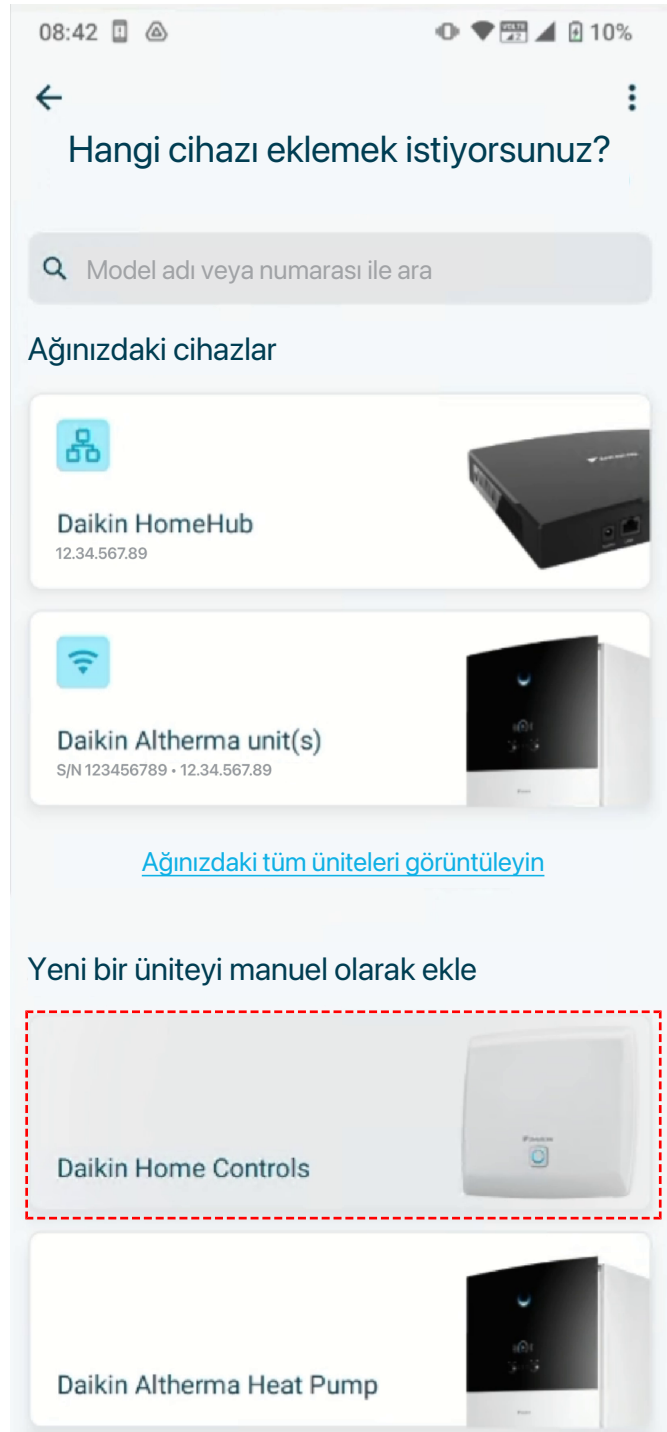 08:42
VoLTE
2
10%
Hangi cihazı eklemek istiyorsunuz?
Model adı veya numarası ile ara
Ağınızdaki cihazlar
Daikin HomeHub
12.34.567.89
Daikin Altherma unit(s)
S/N 123456789 • 12.34.567.89
Ağınızdaki tüm üniteleri görüntüleyin
Yeni bir üniteyi manuel olarak ekle
Daikin Home Controls
Daikin Altherma Heat Pump